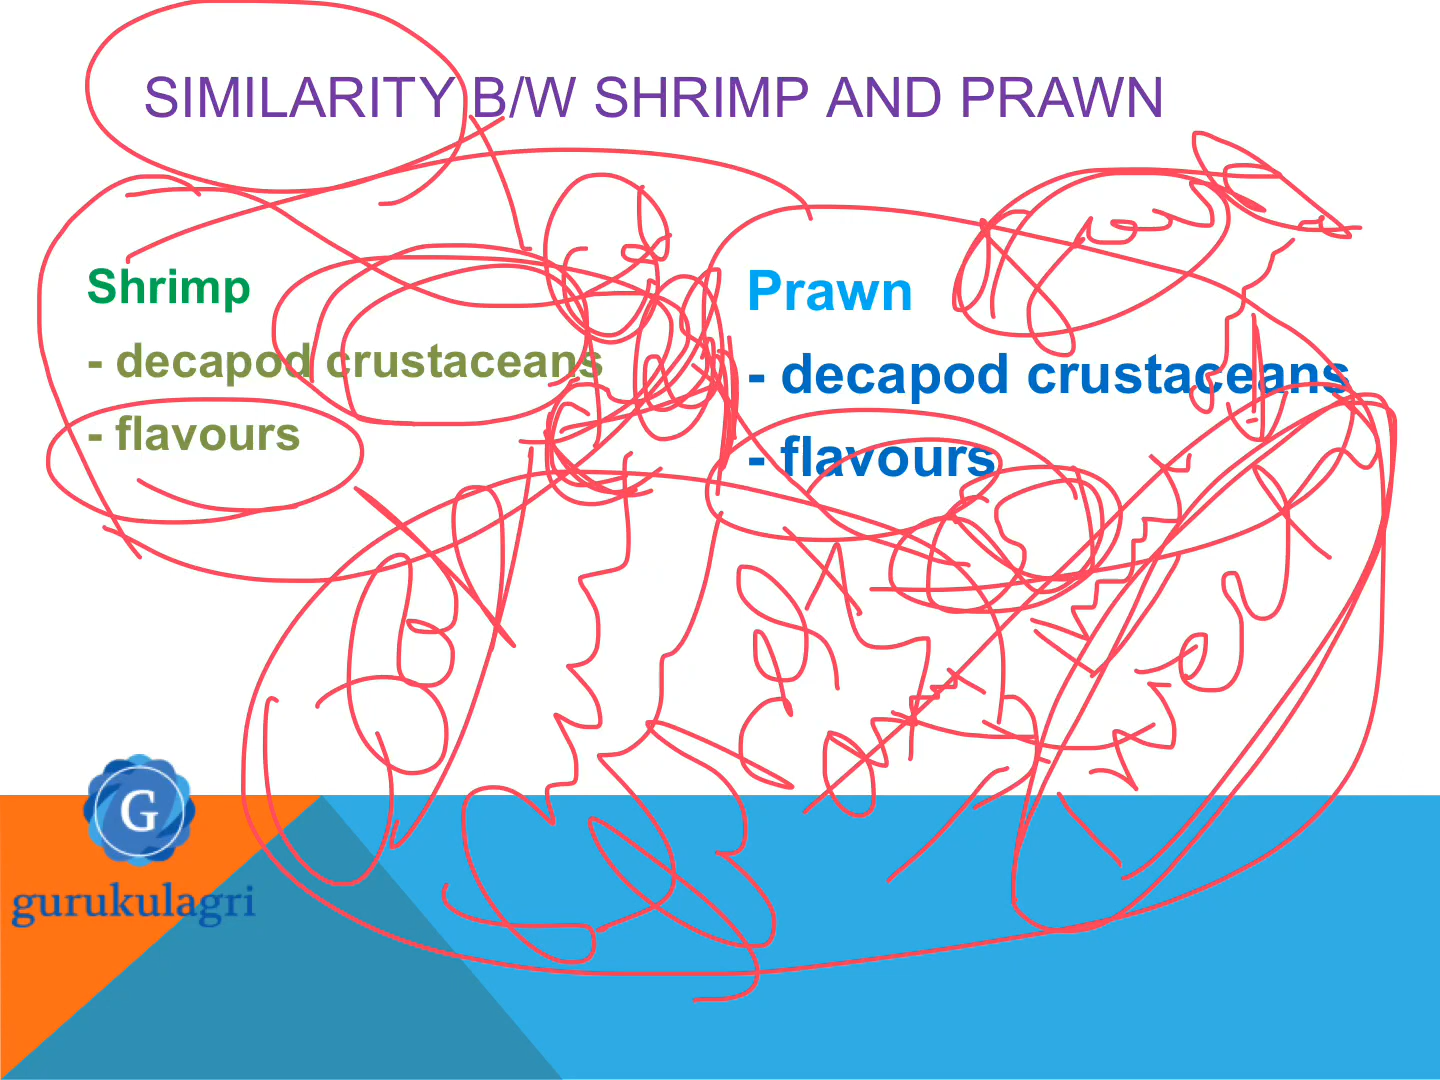 SIMILARITY B/W SHRIMP AND PRAWN
Shrimp
- decapod crustaceans
- flavours
Prawn
- decapod crustaceans
- flavours
G
gurukulagri